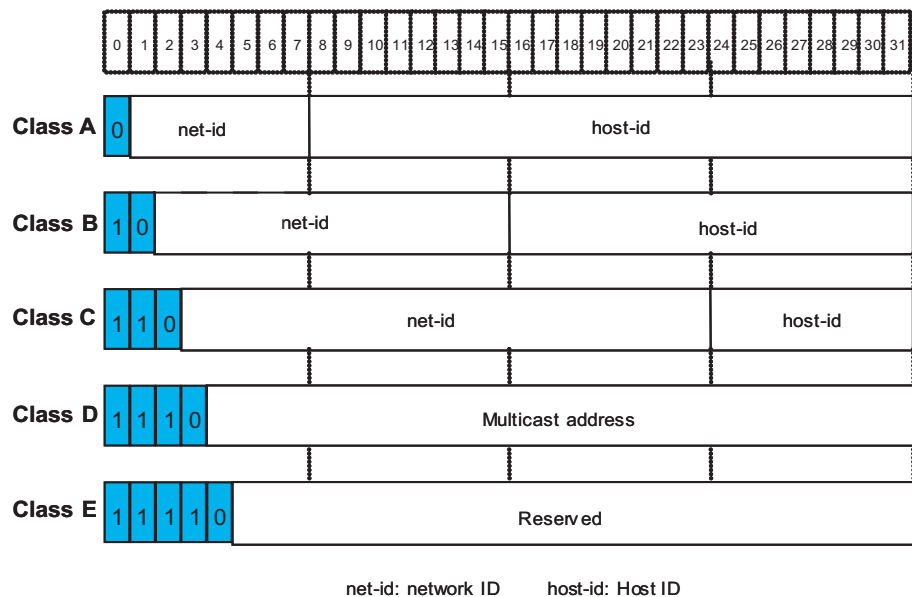 0 1 2 3 4 5 6 7 8 9 10 11 12 13 14 15 16 17 18 19 20 21 22 23 24 25 26 27 28 29 30 31
Class A 0 net-id host-id
Class B 1 0 net-id host-id
Class C 1 1 0 net-id host-id
Class D 1 1 1 0 Multicast address
Class E 1 1 1 1 0 Reserved
net-id: network ID host-id: Host ID